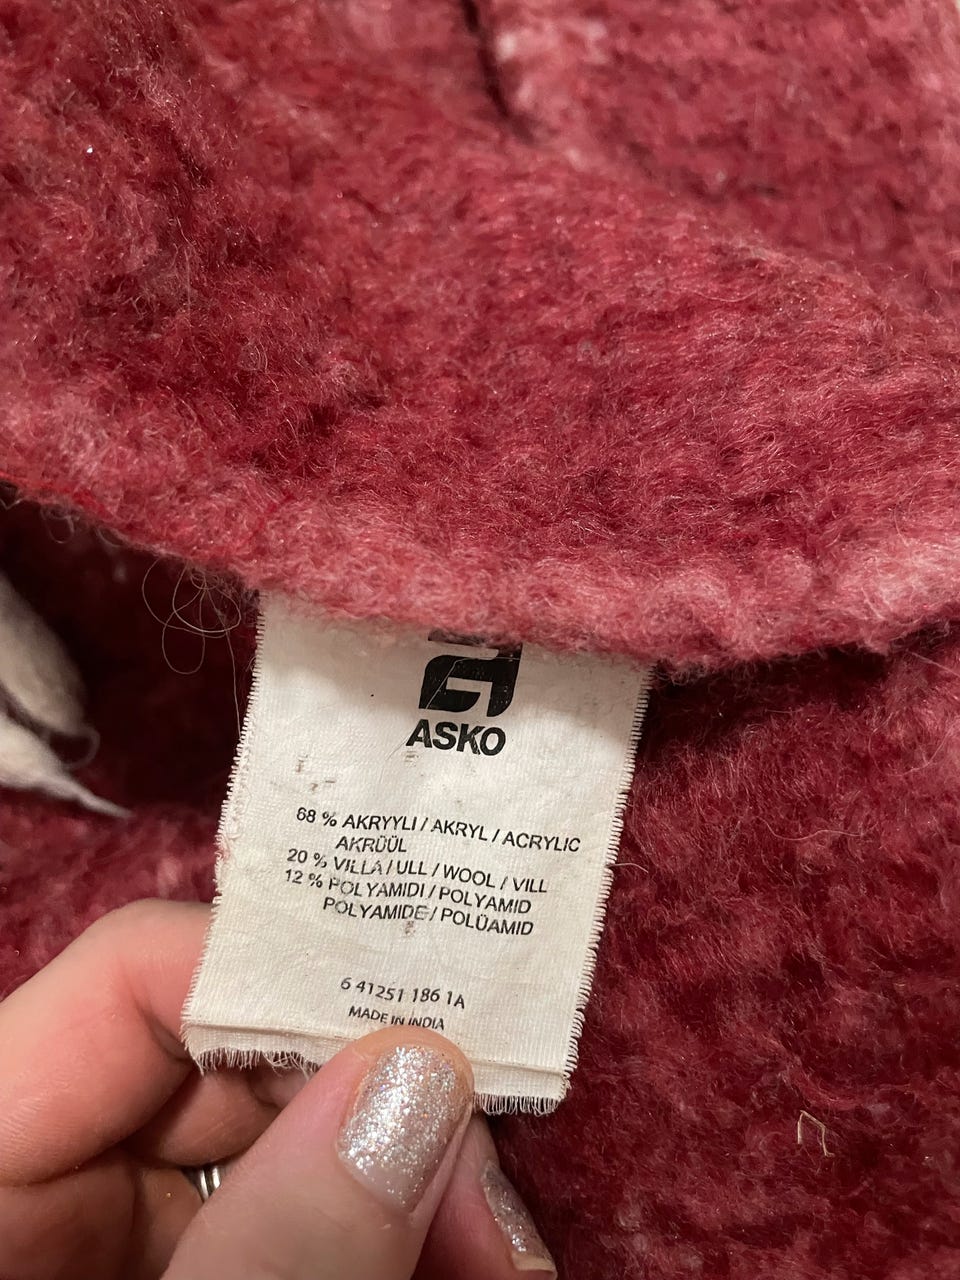 ASKO
68 % AKRYYLI / AKRYL / ACRYLIC
AKRÜÜL
20 % VILLA / ULL / WOOL / VILL
12 % POLYAMIDI / POLYAMID
POLYAMIDE / POLÜAMID
6 41251 186 1A
MADE IN INDIA